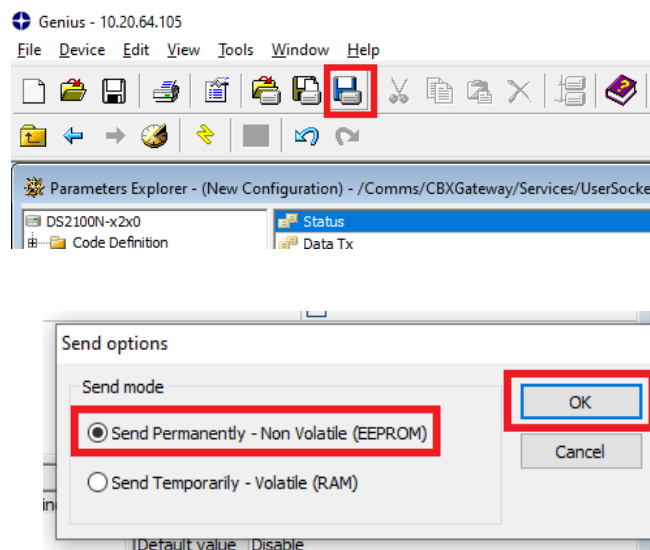 Genius - 10.20.64.105
File Device Edit View Tools Window Help
Parameters Explorer - (New Configuration) - /Comms/CBXGateway/Services/UserSocke
DS2100N-x2x0
Status
Code Definition
Data Tx
Send options
Send mode
OK
Send Permanently - Non Volatile (EEPROM)
Cancel
Send Temporarily - Volatile (RAM)
in
Default value Disable